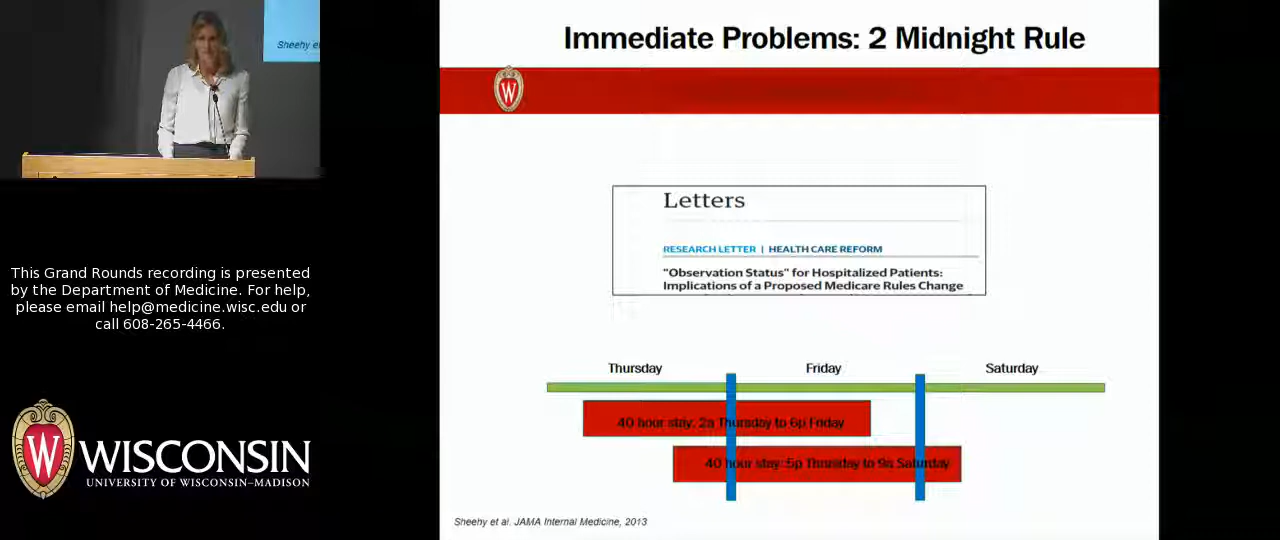 Sheehy et
This Grand Rounds recording is presented
by the Department of Medicine. For help,
please email help@medicine.wisc.edu or
call 608-265-4466.
W
WISCONSIN
UNIVERSITY OF WISCONSIN–MADISON
Immediate Problems: 2 Midnight Rule
W
Letters
RESEARCH LETTER | HEALTH CARE REFORM
"Observation Status" for Hospitalized Patients:
Implications of a Proposed Medicare Rules Change
Thursday Friday Saturday
40 hour stay: 2a Thursday to 6p Friday
40 hour stay: 5p Thursday to 9a Saturday
Sheehy et al. JAMA Internal Medicine, 2013